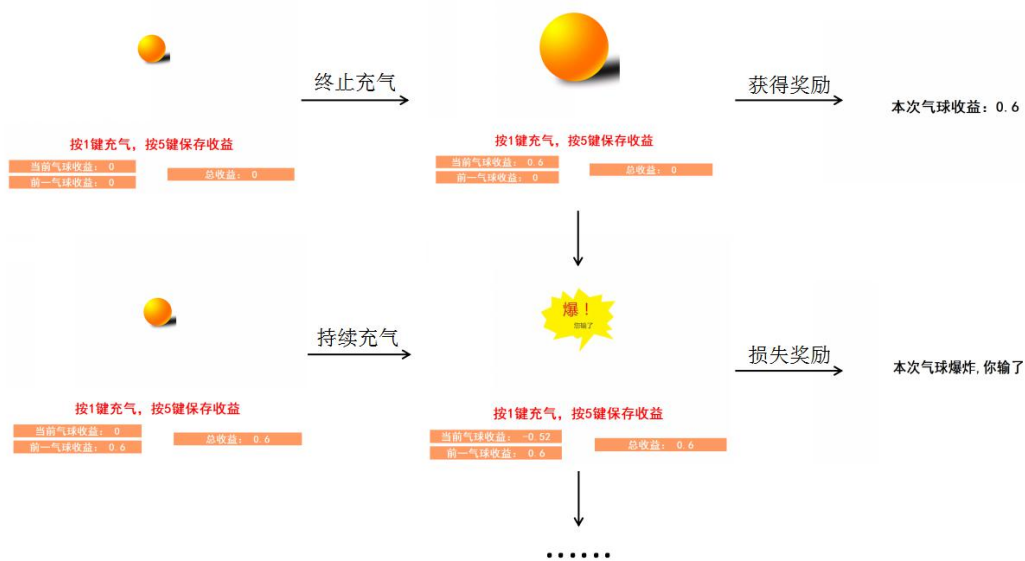 终止充气
获得奖励
本次气球收益：0.6
按1键充气，按5键保存收益
当前气球收益： 0
前一气球收益： 0
总收益： 0
按1键充气，按5键保存收益
当前气球收益： 0.6
前一气球收益： 0
总收益： 0
爆！
您输了
持续充气
损失奖励
本次气球爆炸,你输了
按1键充气，按5键保存收益
当前气球收益： 0
前一气球收益： 0.6
总收益： 0.6
按1键充气，按5键保存收益
当前气球收益： -0.52
前一气球收益： 0.6
总收益： 0.6
······